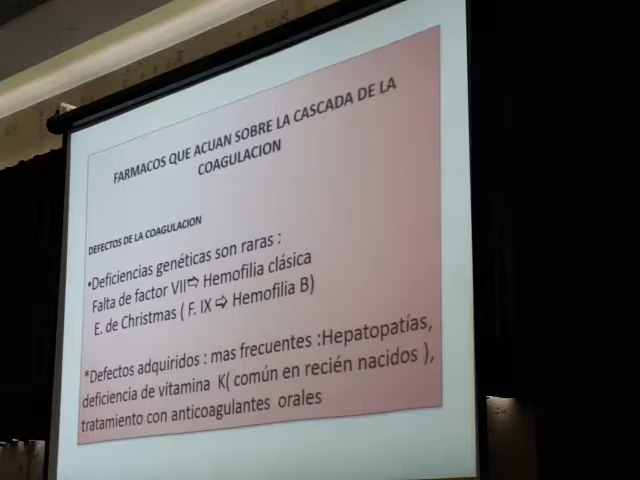 FARMACOS QUE ACUAN SOBRE LA CASCADA DE LA
COAGULACION
DEFECTOS DE LA COAGULACION
•Deficiencias genéticas son raras :
Falta de factor VII⇨ Hemofilia clásica
E. de Christmas ( F. IX ⇨ Hemofilia B)
*Defectos adquiridos : mas frecuentes :Hepatopatías,
deficiencia de vitamina K( común en recién nacidos ),
tratamiento con anticoagulantes orales